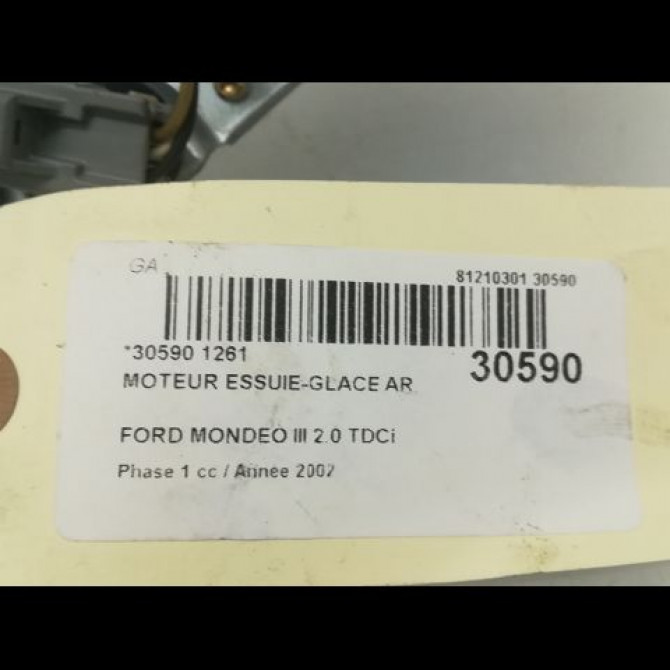 GA
81210301 30590
*30590 1261
30590
MOTEUR ESSUIE-GLACE AR
FORD MONDEO III 2.0 TDCi
Phase 1 cc / Annee 2002